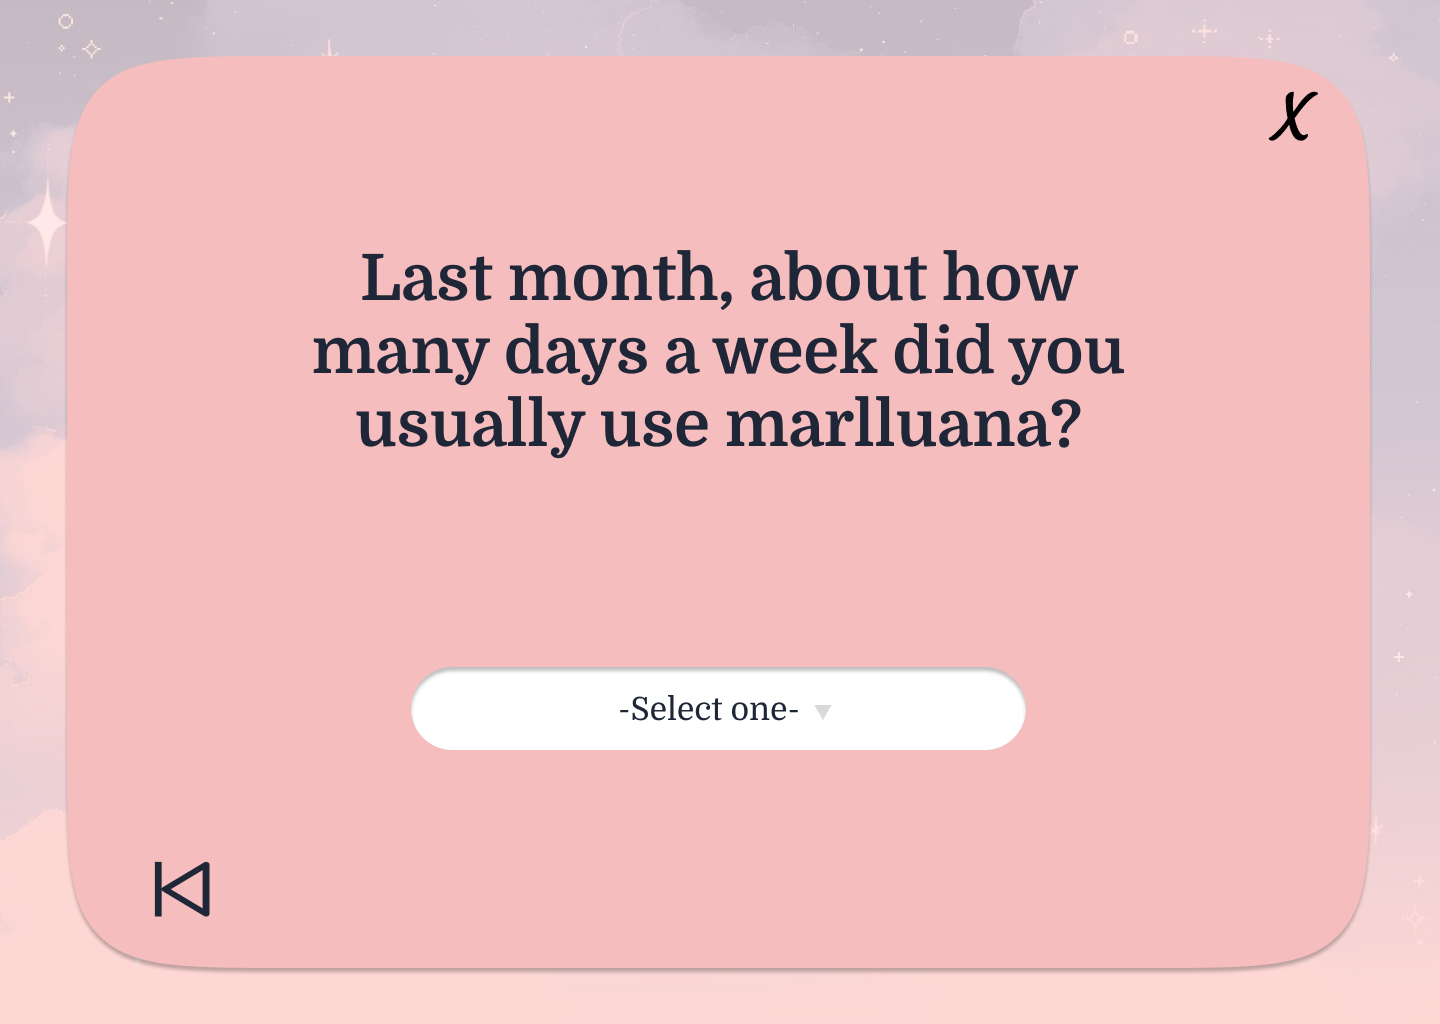 X
Last month, about how
many days a week did you
usually use marlluana?
-Select one-